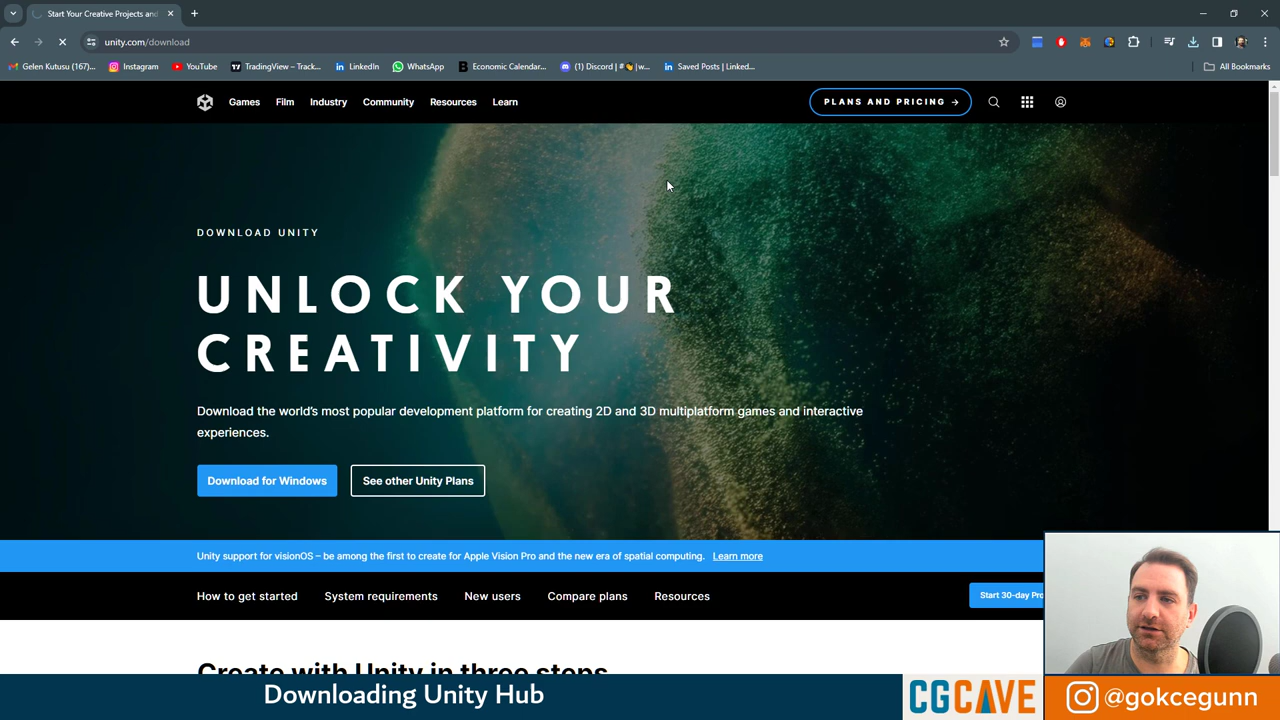 Start Your Creative Projects and
unity.com/download
Gelen Kutusu (167)...
Instagram
YouTube
TradingView – Track...
LinkedIn
WhatsApp
Economic Calendar...
(1) Discord | #👋|w...
Saved Posts | Linked...
All Bookmarks
Games
Film
Industry
Community
Resources
Learn
PLANS AND PRICING →
DOWNLOAD UNITY
UNLOCK YOUR
CREATIVITY
Download the world's most popular development platform for creating 2D and 3D multiplatform games and interactive
experiences.
Download for Windows
See other Unity Plans
Unity support for visionOS – be among the first to create for Apple Vision Pro and the new era of spatial computing. Learn more
How to get started
System requirements
New users
Compare plans
Resources
Start 30-day Pro
Create with Unity in three steps
Downloading Unity Hub
CGCAVE
@gokcegunn